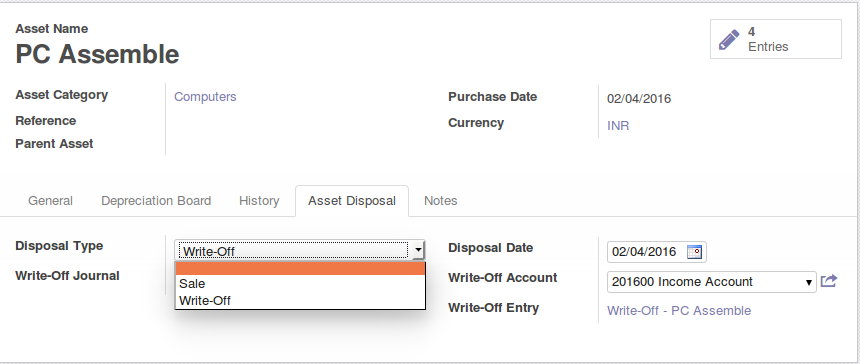 Asset Name
PC Assemble
4
Entries
Asset Category Computers
Purchase Date 02/04/2016
Reference
Currency INR
Parent Asset
General Depreciation Board History Asset Disposal Notes
Disposal Type Write-Off
Disposal Date 02/04/2016
Write-Off Journal
Sale
Write-Off
Write-Off Account 201600 Income Account
Write-Off Entry Write-Off - PC Assemble